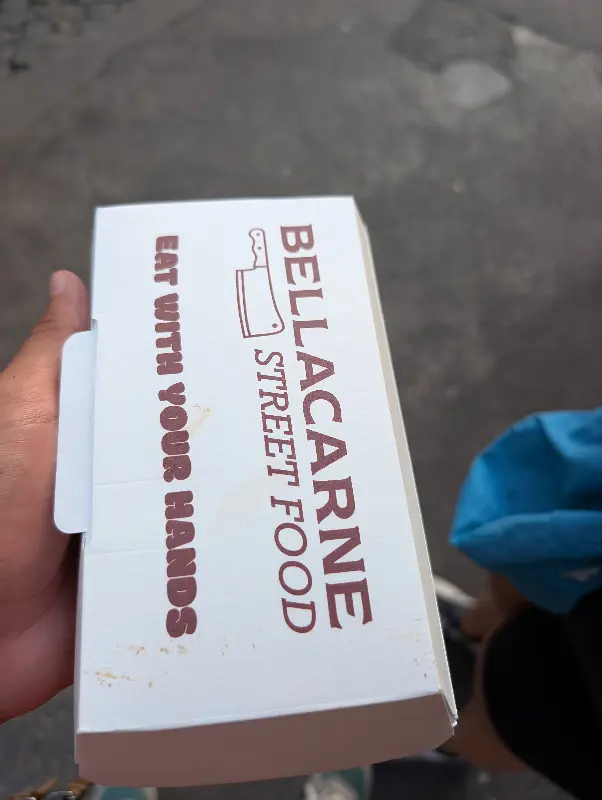 BELLACARNE
STREET FOOD
EAT WITH YOUR HANDS